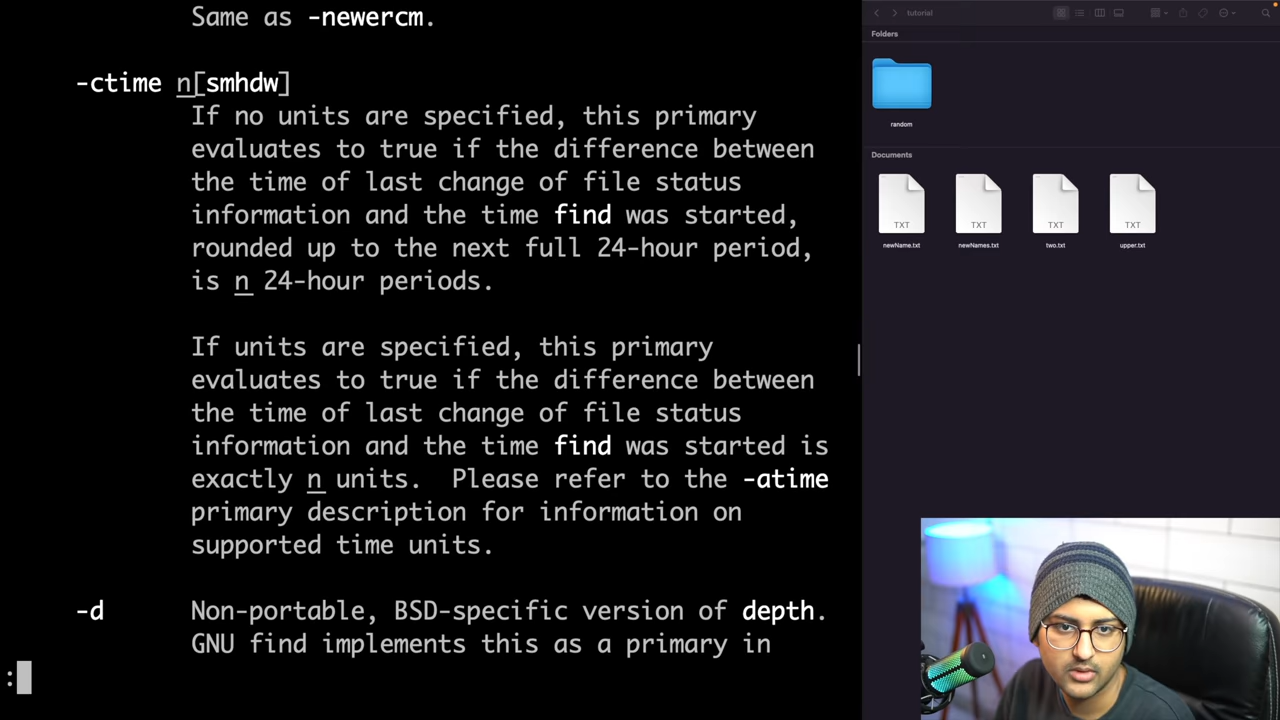 Same as -newercm.
-ctime n[smhdw]
If no units are specified, this primary
evaluates to true if the difference between
the time of last change of file status
information and the time find was started,
rounded up to the next full 24-hour period,
is n 24-hour periods.
If units are specified, this primary
evaluates to true if the difference between
the time of last change of file status
information and the time find was started is
exactly n units.  Please refer to the -atime
primary description for information on
supported time units.
-d Non-portable, BSD-specific version of depth.
GNU find implements this as a primary in
:
tutorial
Folders
random
Documents
TXT TXT TXT TXT
newName.txt newNames.txt two.txt upper.txt